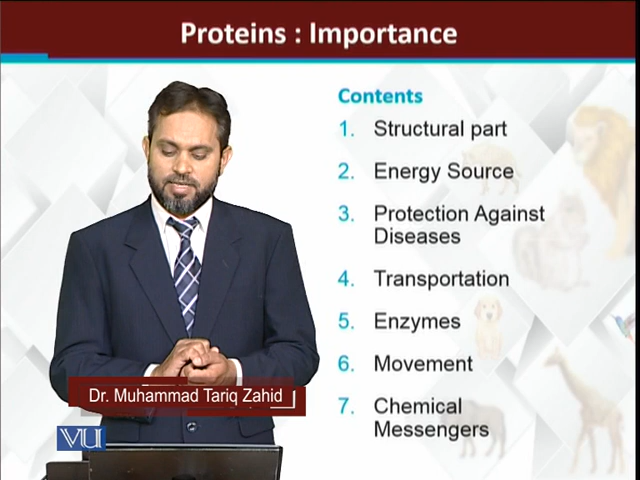 Proteins : Importance
Contents
1. Structural part
2. Energy Source
3. Protection Against
Diseases
4. Transportation
5. Enzymes
6. Movement
7. Chemical
Messengers
Dr. Muhammad Tariq Zahid
VU